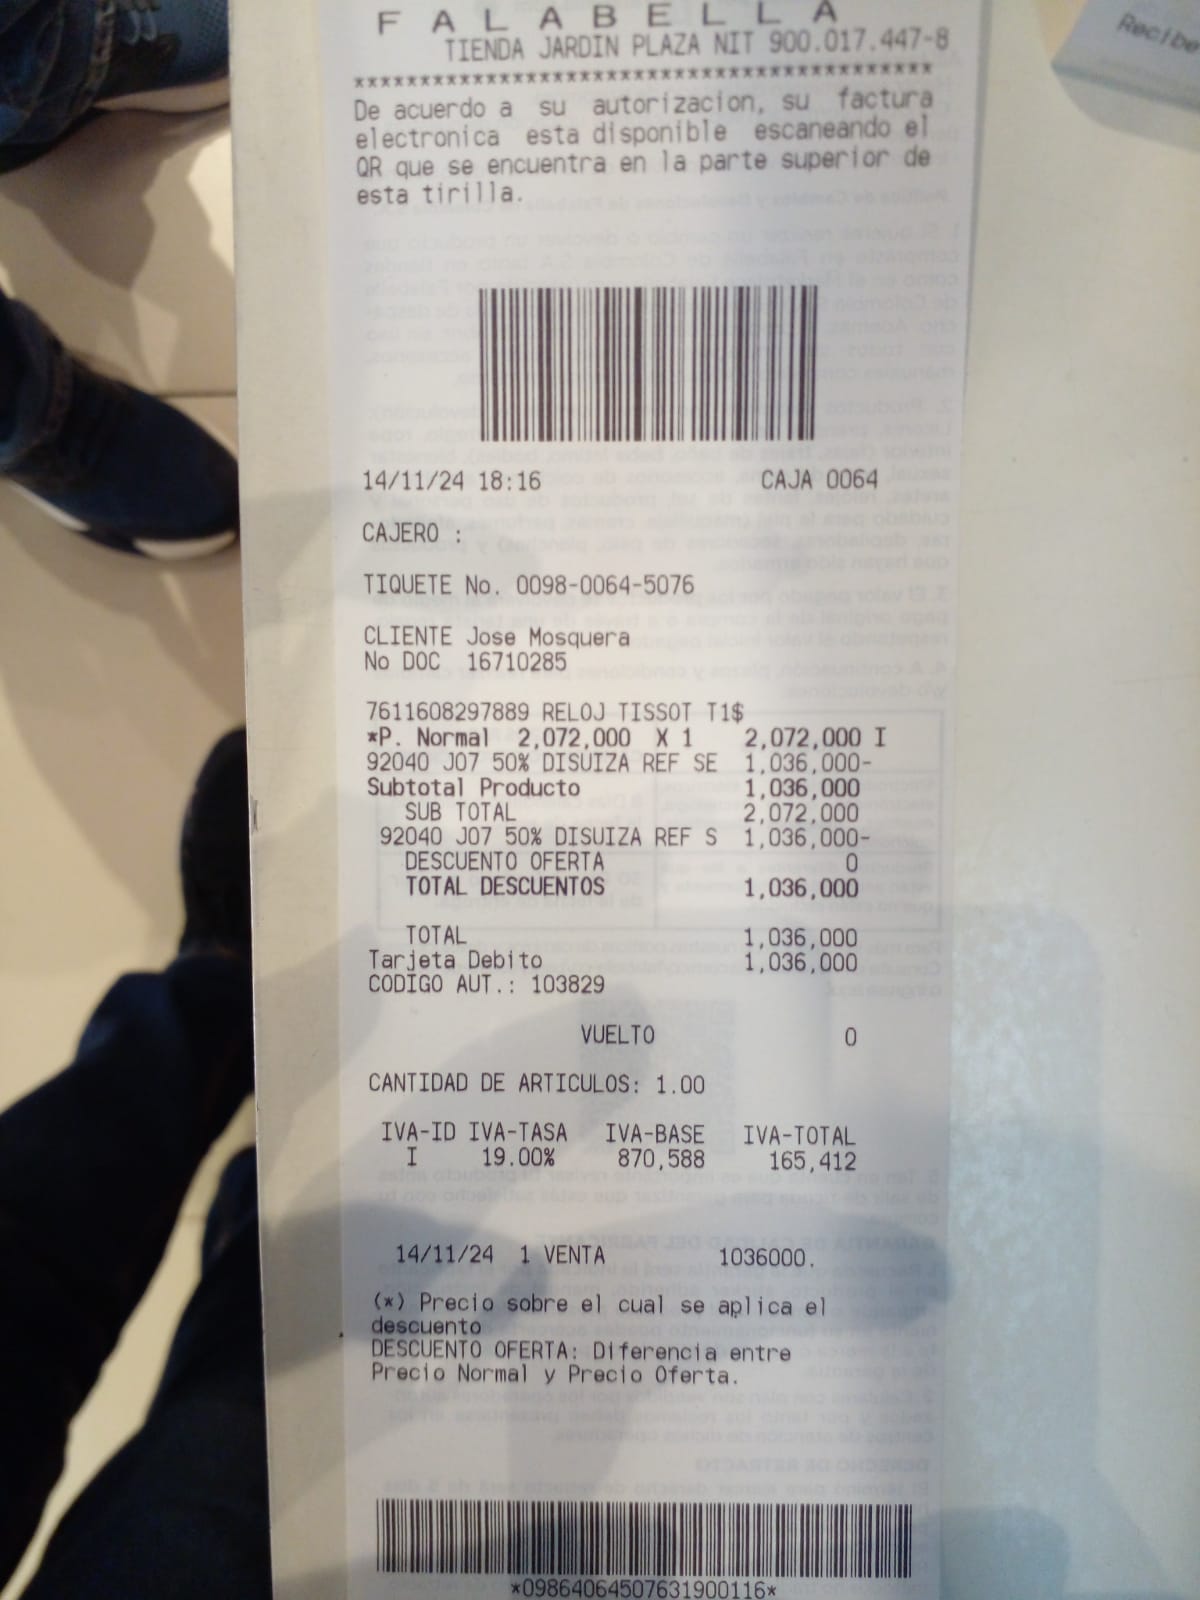 FALABELLA
TIENDA JARDIN PLAZA NIT 900.017.447-8
*******************************************
De acuerdo a su autorizacion, su factura
electronica esta disponible escaneando el
QR que se encuentra en la parte superior de
esta tirilla.
14/11/24 18:16 CAJA 0064
CAJERO :
TIQUETE No. 0098-0064-5076
CLIENTE Jose Mosquera
No DOC 16710285
7611608297889 RELOJ TISSOT T1$
*P. Normal 2,072,000 X 1 2,072,000 I
92040 J07 50% DISUIZA REF SE 1,036,000-
Subtotal Producto 1,036,000
SUB TOTAL 2,072,000
92040 J07 50% DISUIZA REF S 1,036,000-
DESCUENTO OFERTA 0
TOTAL DESCUENTOS 1,036,000
TOTAL 1,036,000
Tarjeta Debito 1,036,000
CODIGO AUT.: 103829
VUELTO 0
CANTIDAD DE ARTICULOS: 1.00
IVA-ID IVA-TASA IVA-BASE IVA-TOTAL
I 19.00% 870,588 165,412
14/11/24 1 VENTA 1036000.
(*) Precio sobre el cual se aplica el
descuento
DESCUENTO OFERTA: Diferencia entre
Precio Normal y Precio Oferta.
*09864064507631900116*